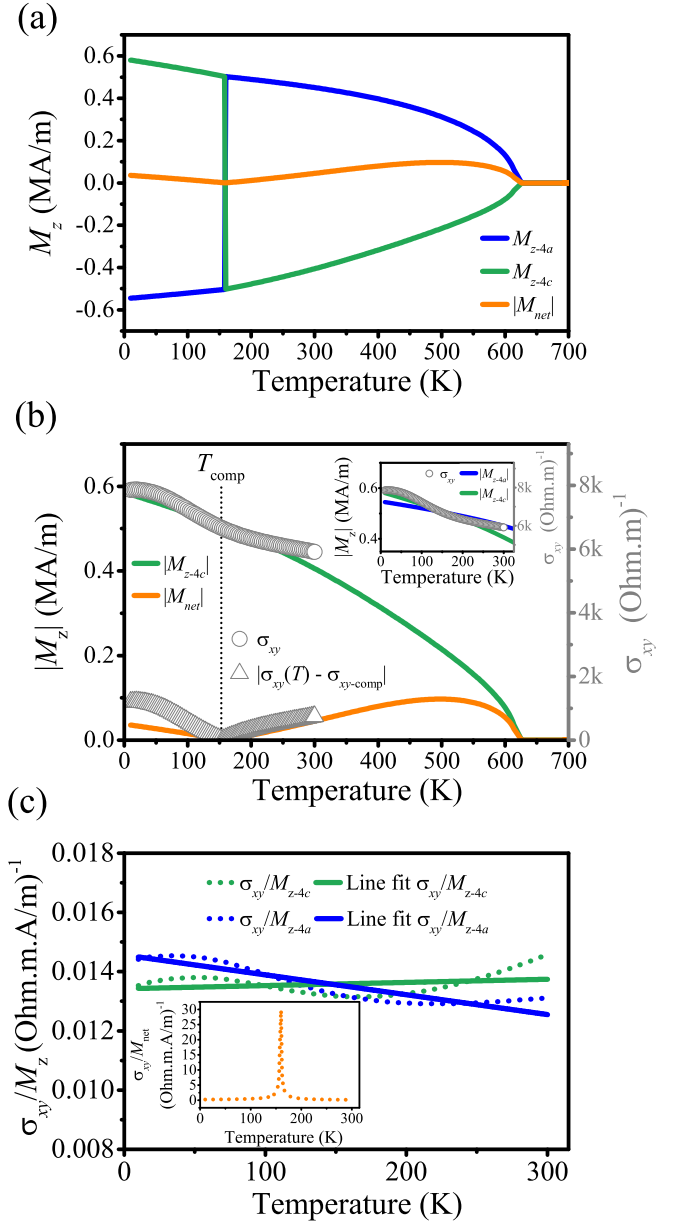 (a)
0.6
0.4
0.2
0.0
-0.2
-0.4
-0.6
M_z (MA/m)
M_z-4a
M_z-4c
|M_net|
0 100 200 300 400 500 600 700
Temperature (K)
(b)
0.6
0.4
0.2
0.0
|M_z| (MA/m)
T_comp
|M_z-4c|
|M_net|
σ_xy
|σ_xy(T) - σ_xy-comp|
8k
6k
4k
2k
0
σ_xy (Ohm.m)^-1
0 100 200 300 400 500 600 700
Temperature (K)
σ_xy |M_z-4a|
|M_z-4c|
0.6
0.4
|M_z| (MA/m)
8k
6k
σ_xy (Ohm.m)^-1
0 100 200 300
Temperature (K)
(c)
0.018
0.016
0.014
0.012
0.010
0.008
σ_xy/M_z (Ohm.m.A/m)^-1
σ_xy/M_z-4c Line fit σ_xy/M_z-4c
σ_xy/M_z-4a Line fit σ_xy/M_z-4a
30
25
20
15
10
5
0
σ_xy/M_net
(Ohm.m.A/m)^-1
0 100 200 300
Temperature (K)
0 100 200 300
Temperature (K)